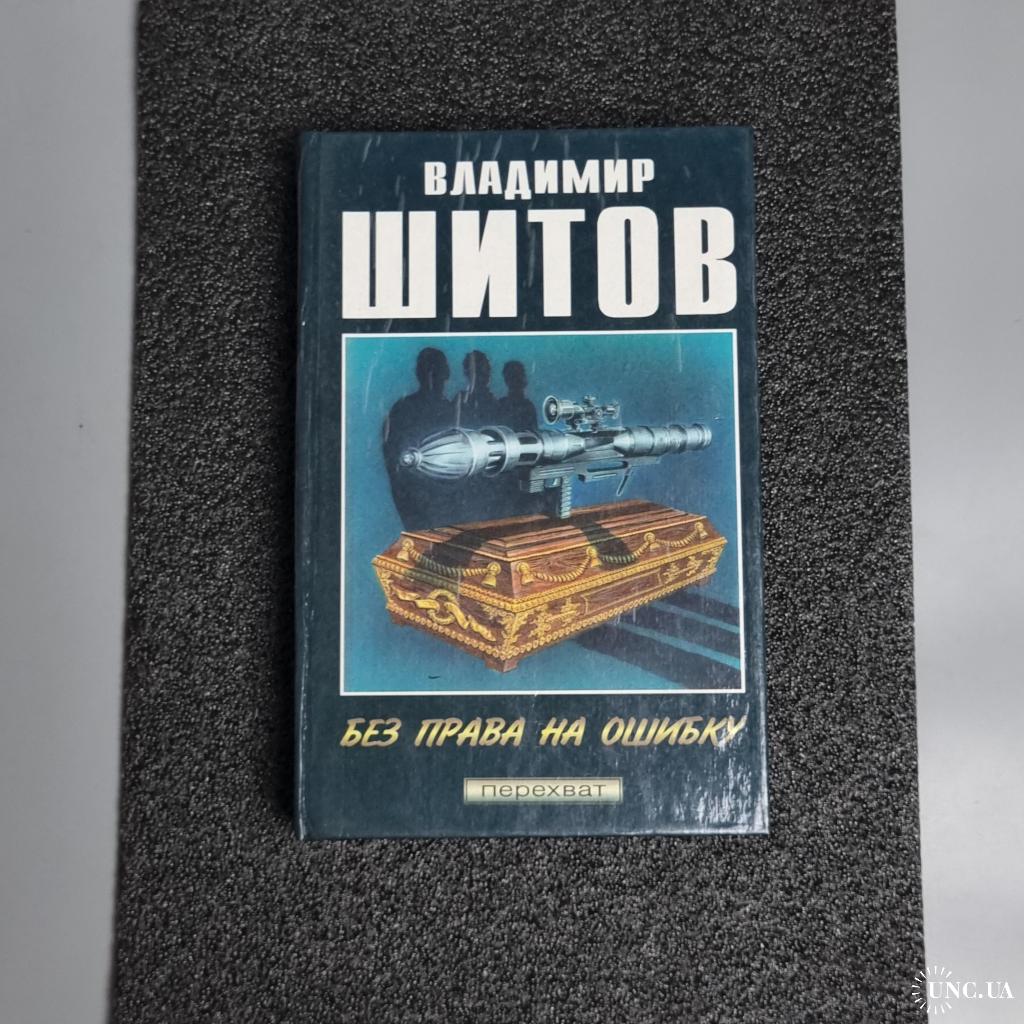 ВЛАДИМИР
ШИТОВ
БЕЗ ПРАВА НА ОШИБКУ
перехват
UNC.UA